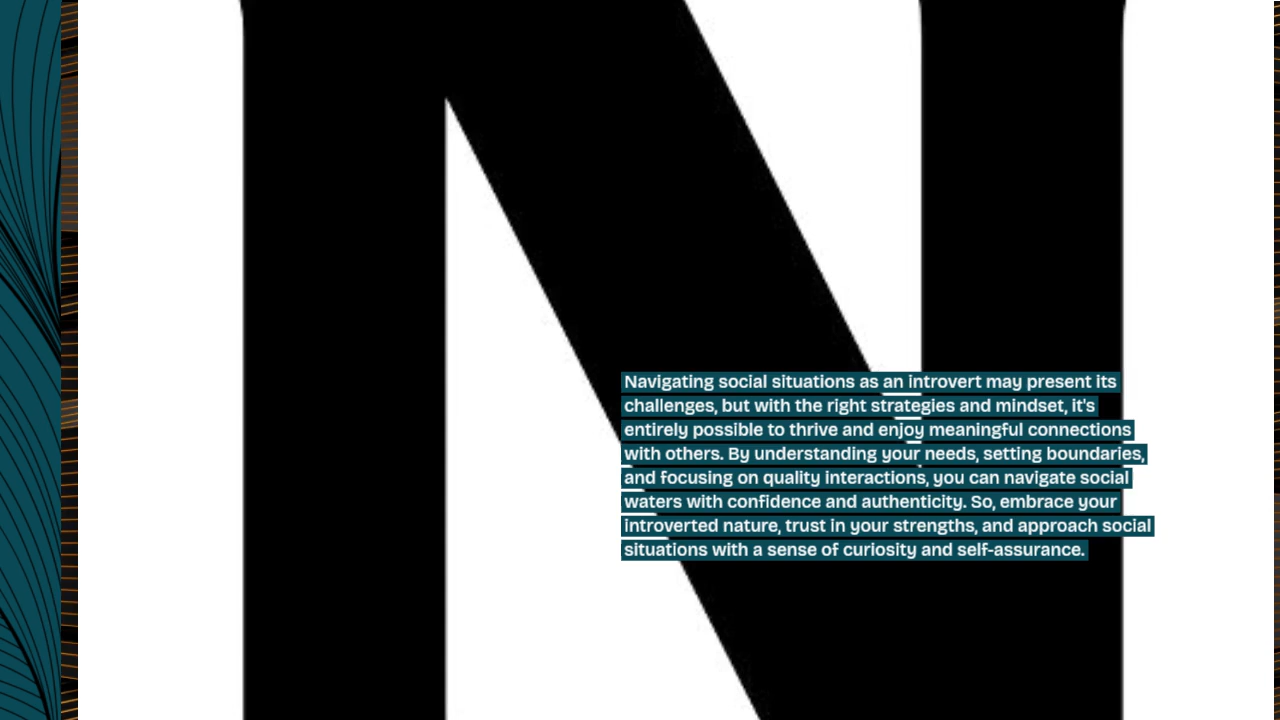 N
Navigating social situations as an introvert may present its
challenges, but with the right strategies and mindset, it's
entirely possible to thrive and enjoy meaningful connections
with others. By understanding your needs, setting boundaries,
and focusing on quality interactions, you can navigate social
waters with confidence and authenticity. So, embrace your
introverted nature, trust in your strengths, and approach social
situations with a sense of curiosity and self-assurance.